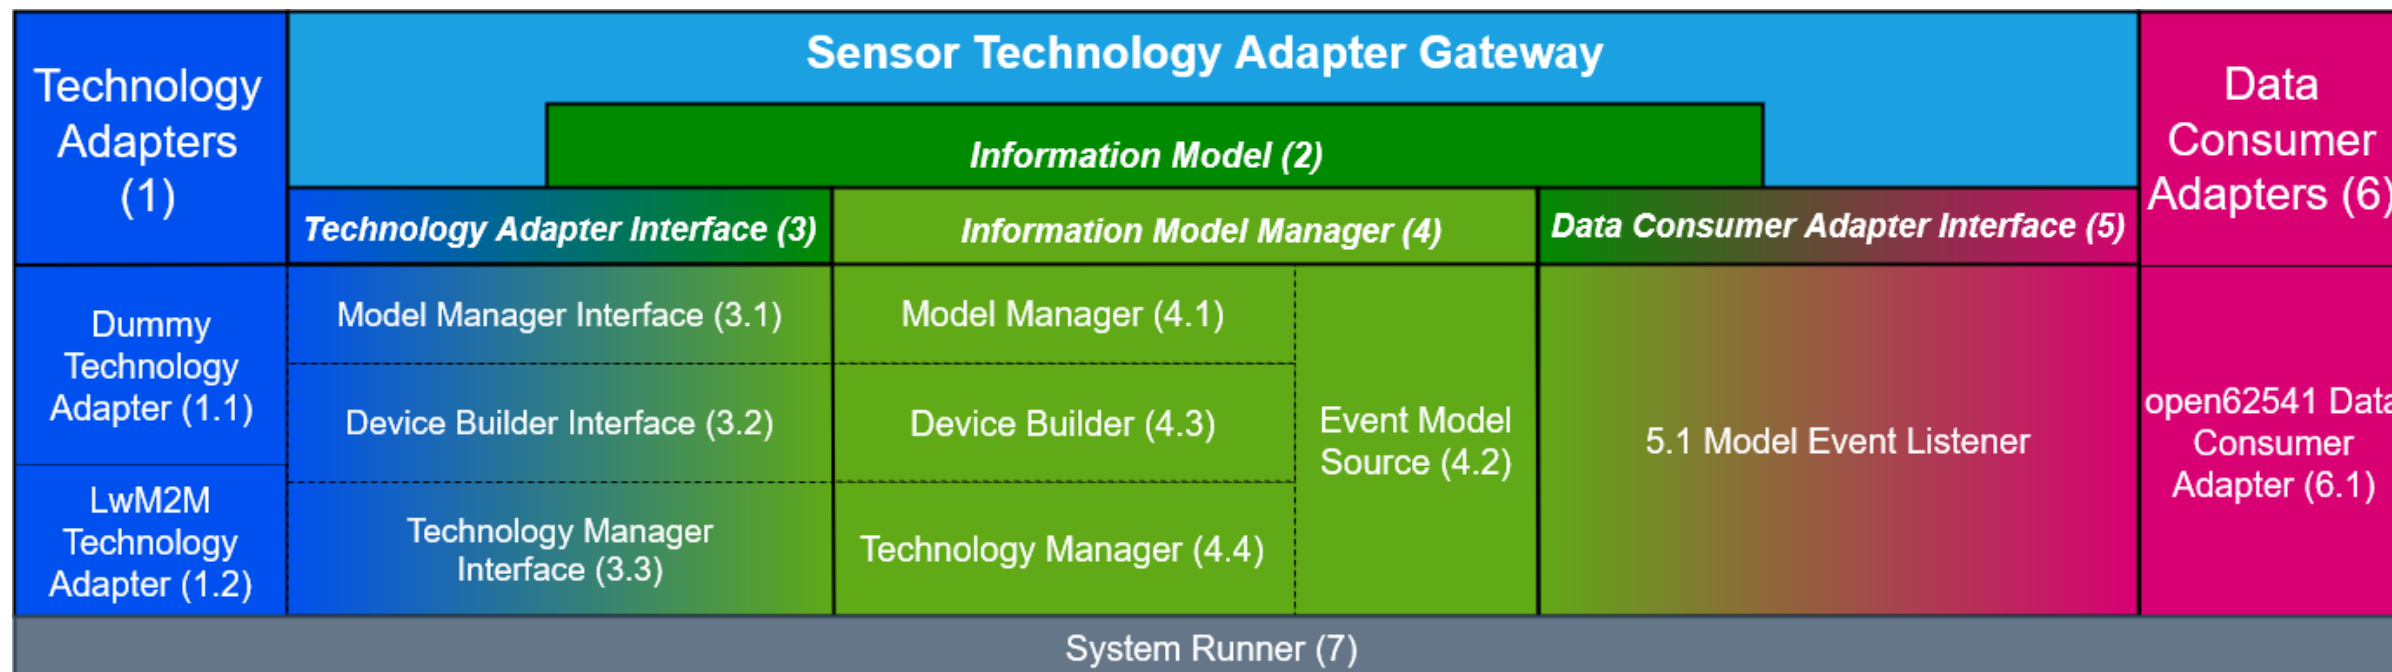 Technology
Adapters
(1)
Sensor Technology Adapter Gateway
Information Model (2)
Data
Consumer
Adapters (6)
Technology Adapter Interface (3)
Information Model Manager (4)
Data Consumer Adapter Interface (5)
Dummy
Technology
Adapter (1.1)
LwM2M
Technology
Adapter (1.2)
Model Manager Interface (3.1)
Device Builder Interface (3.2)
Technology Manager
Interface (3.3)
Model Manager (4.1)
Device Builder (4.3)
Technology Manager (4.4)
Event Model
Source (4.2)
5.1 Model Event Listener
open62541 Data
Consumer
Adapter (6.1)
System Runner (7)